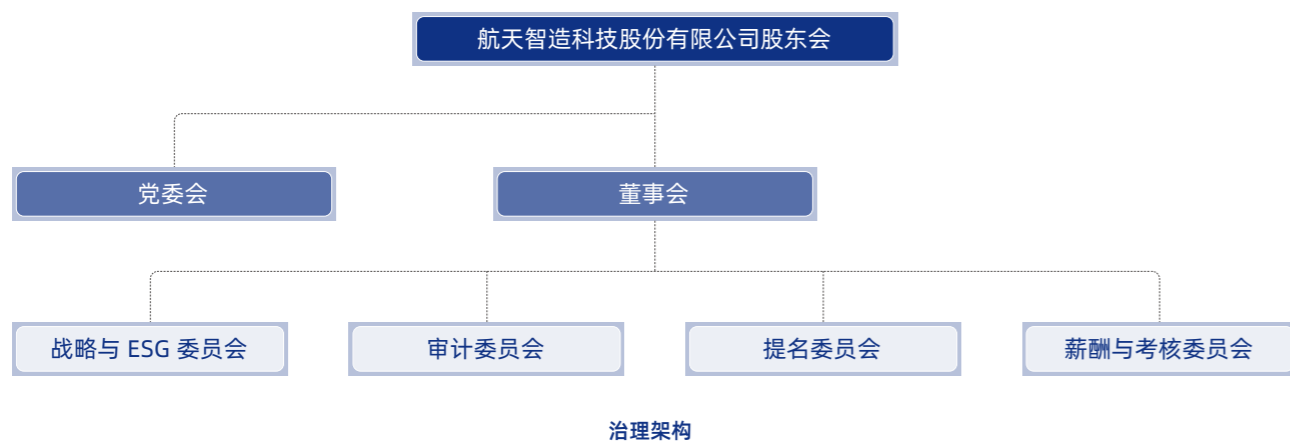 航天智造科技股份有限公司股东会
党委会
董事会
战略与 ESG 委员会
审计委员会
提名委员会
薪酬与考核委员会
治理架构